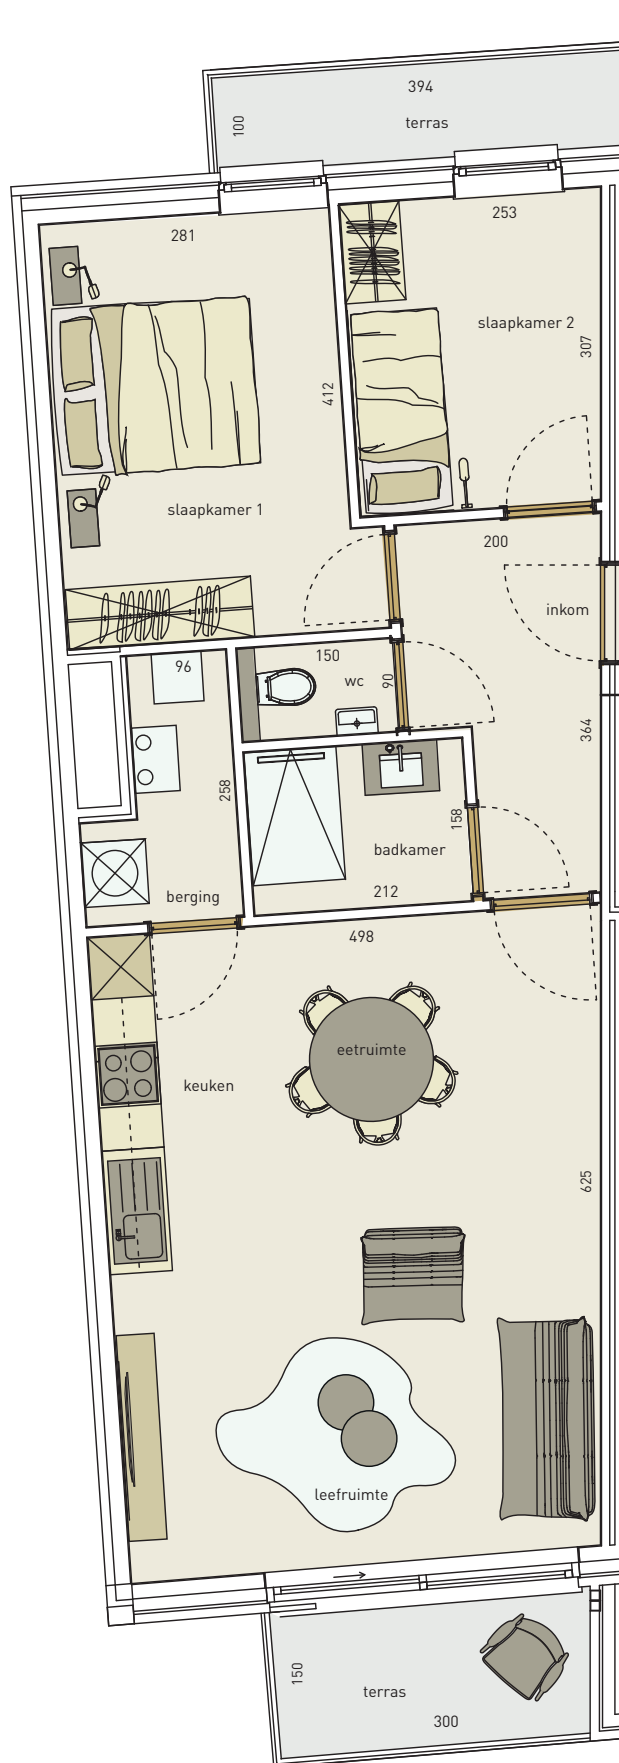 394
100
terras
281
253
slaapkamer 2
307
412
slaapkamer 1
200
inkom
150
96
wc
90
364
258
158
badkamer
berging
212
498
eetruimte
keuken
625
leefruimte
150
terras
300